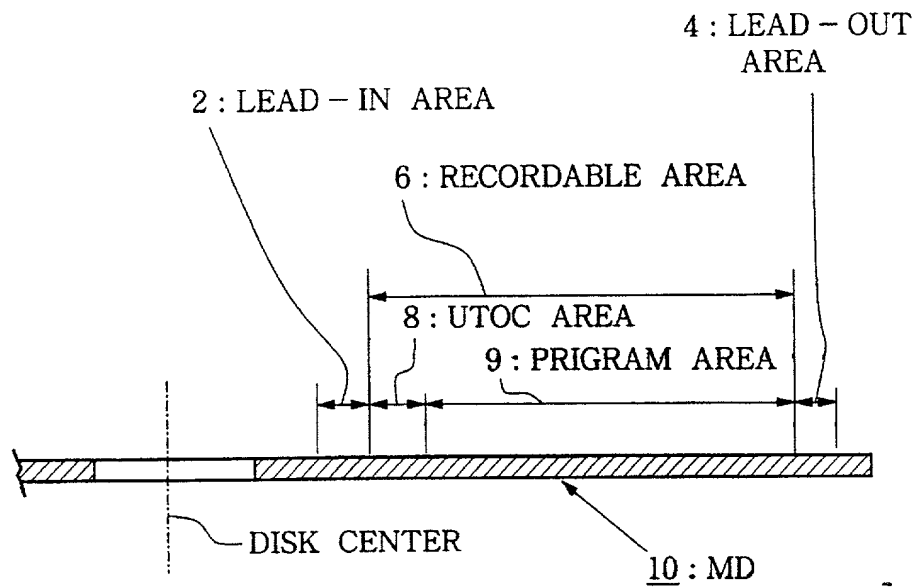 4 : LEAD-OUT
AREA
2 : LEAD-IN AREA
6 : RECORDABLE AREA
8 : UTOC AREA
9 : PRIGRAM AREA
DISK CENTER
10 : MD